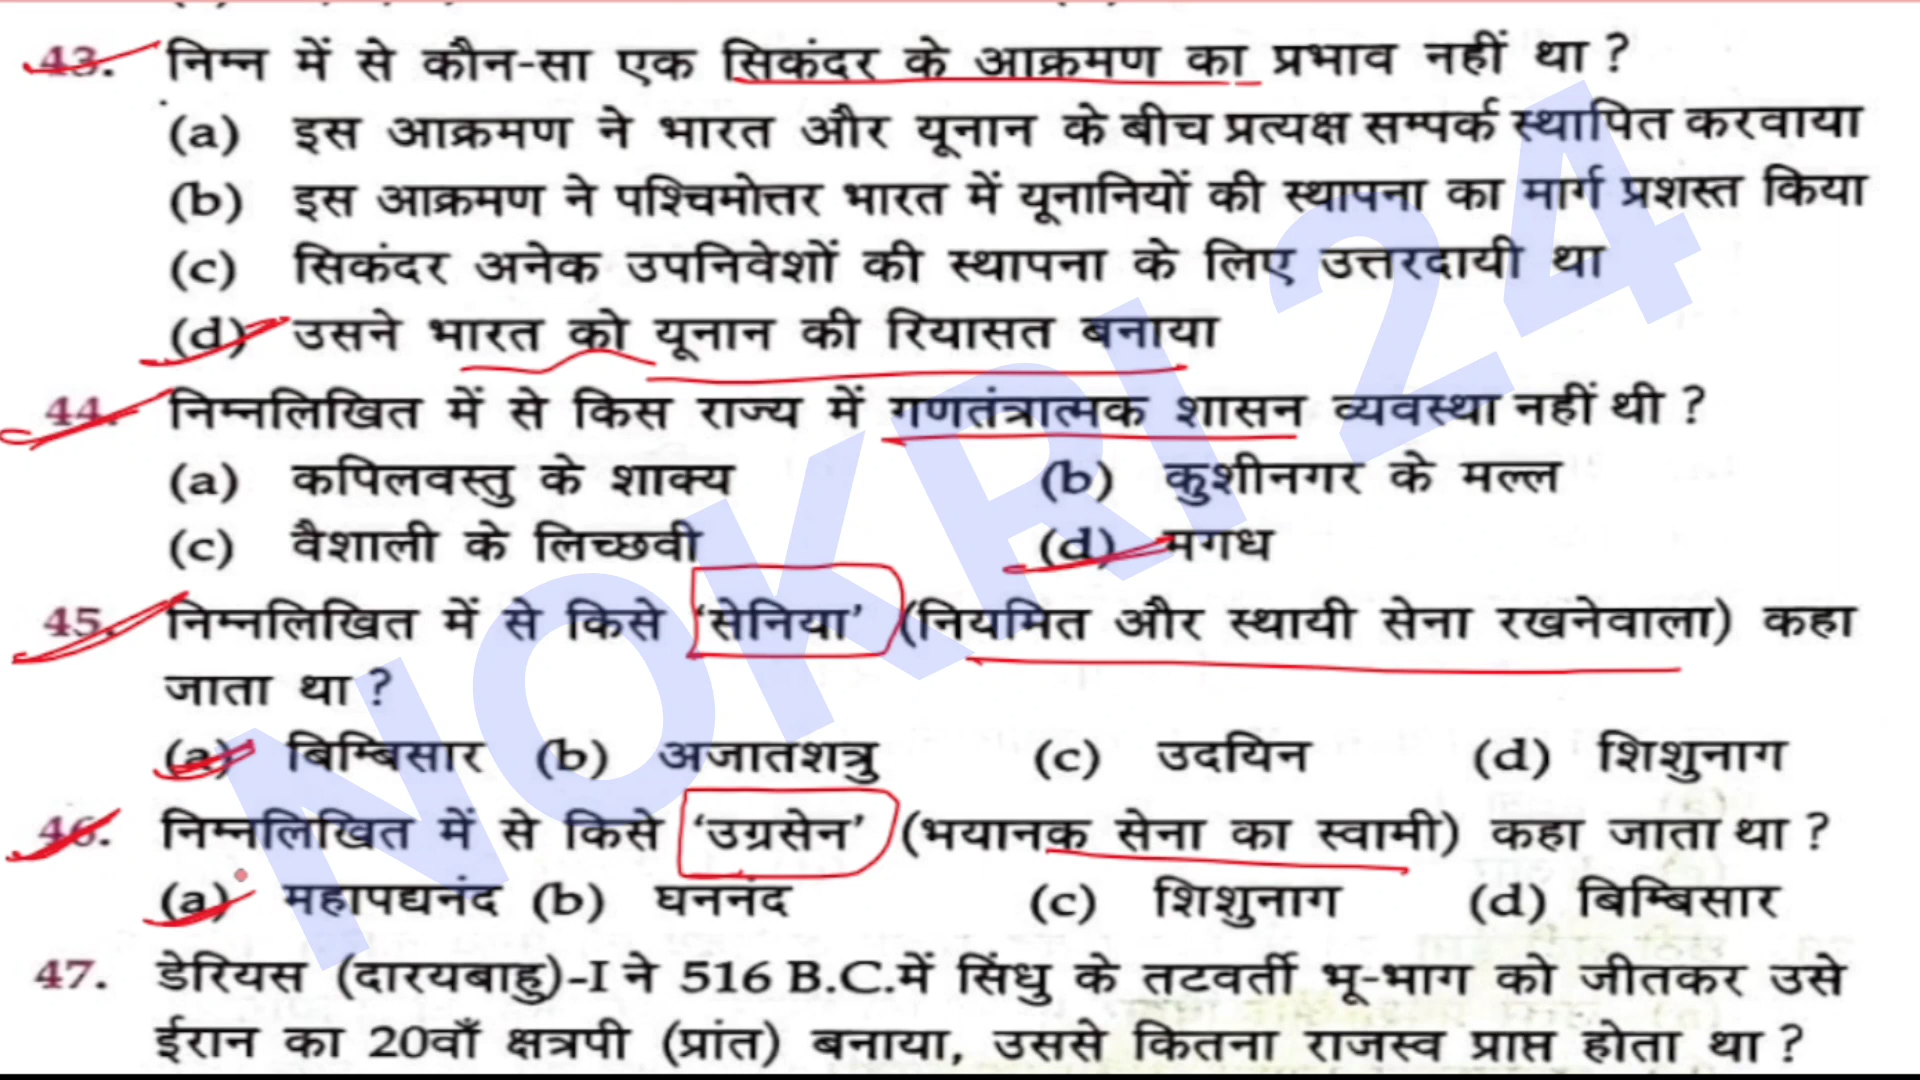 43. निम्न में से कौन-सा एक सिकंदर के आक्रमण का प्रभाव नहीं था ?
(a) इस आक्रमण ने भारत और यूनान के बीच प्रत्यक्ष सम्पर्क स्थापित करवाया
(b) इस आक्रमण ने पश्चिमोत्तर भारत में यूनानियों की स्थापना का मार्ग प्रशस्त किया
(c) सिकंदर अनेक उपनिवेशों की स्थापना के लिए उत्तरदायी था
(d) उसने भारत को यूनान की रियासत बनाया
44. निम्नलिखित में से किस राज्य में गणतंत्रात्मक शासन व्यवस्था नहीं थी ?
(a) कपिलवस्तु के शाक्य (b) कुशीनगर के मल्ल
(c) वैशाली के लिच्छवी (d) मगध
45. निम्नलिखित में से किसे 'सेनिया' (नियमित और स्थायी सेना रखनेवाला) कहा
जाता था ?
(a) बिम्बिसार (b) अजातशत्रु (c) उदयिन (d) शिशुनाग
46. निम्नलिखित में से किसे 'उग्रसेन' (भयानक सेना का स्वामी) कहा जाता था ?
(a) महापद्यनंद (b) घननंद (c) शिशुनाग (d) बिम्बिसार
47. डेरियस (दारयबाहु)-I ने 516 B.C.में सिंधु के तटवर्ती भू-भाग को जीतकर उसे
ईरान का 20वाँ क्षत्रपी (प्रांत) बनाया, उससे कितना राजस्व प्राप्त होता था ?
NOKRI 24